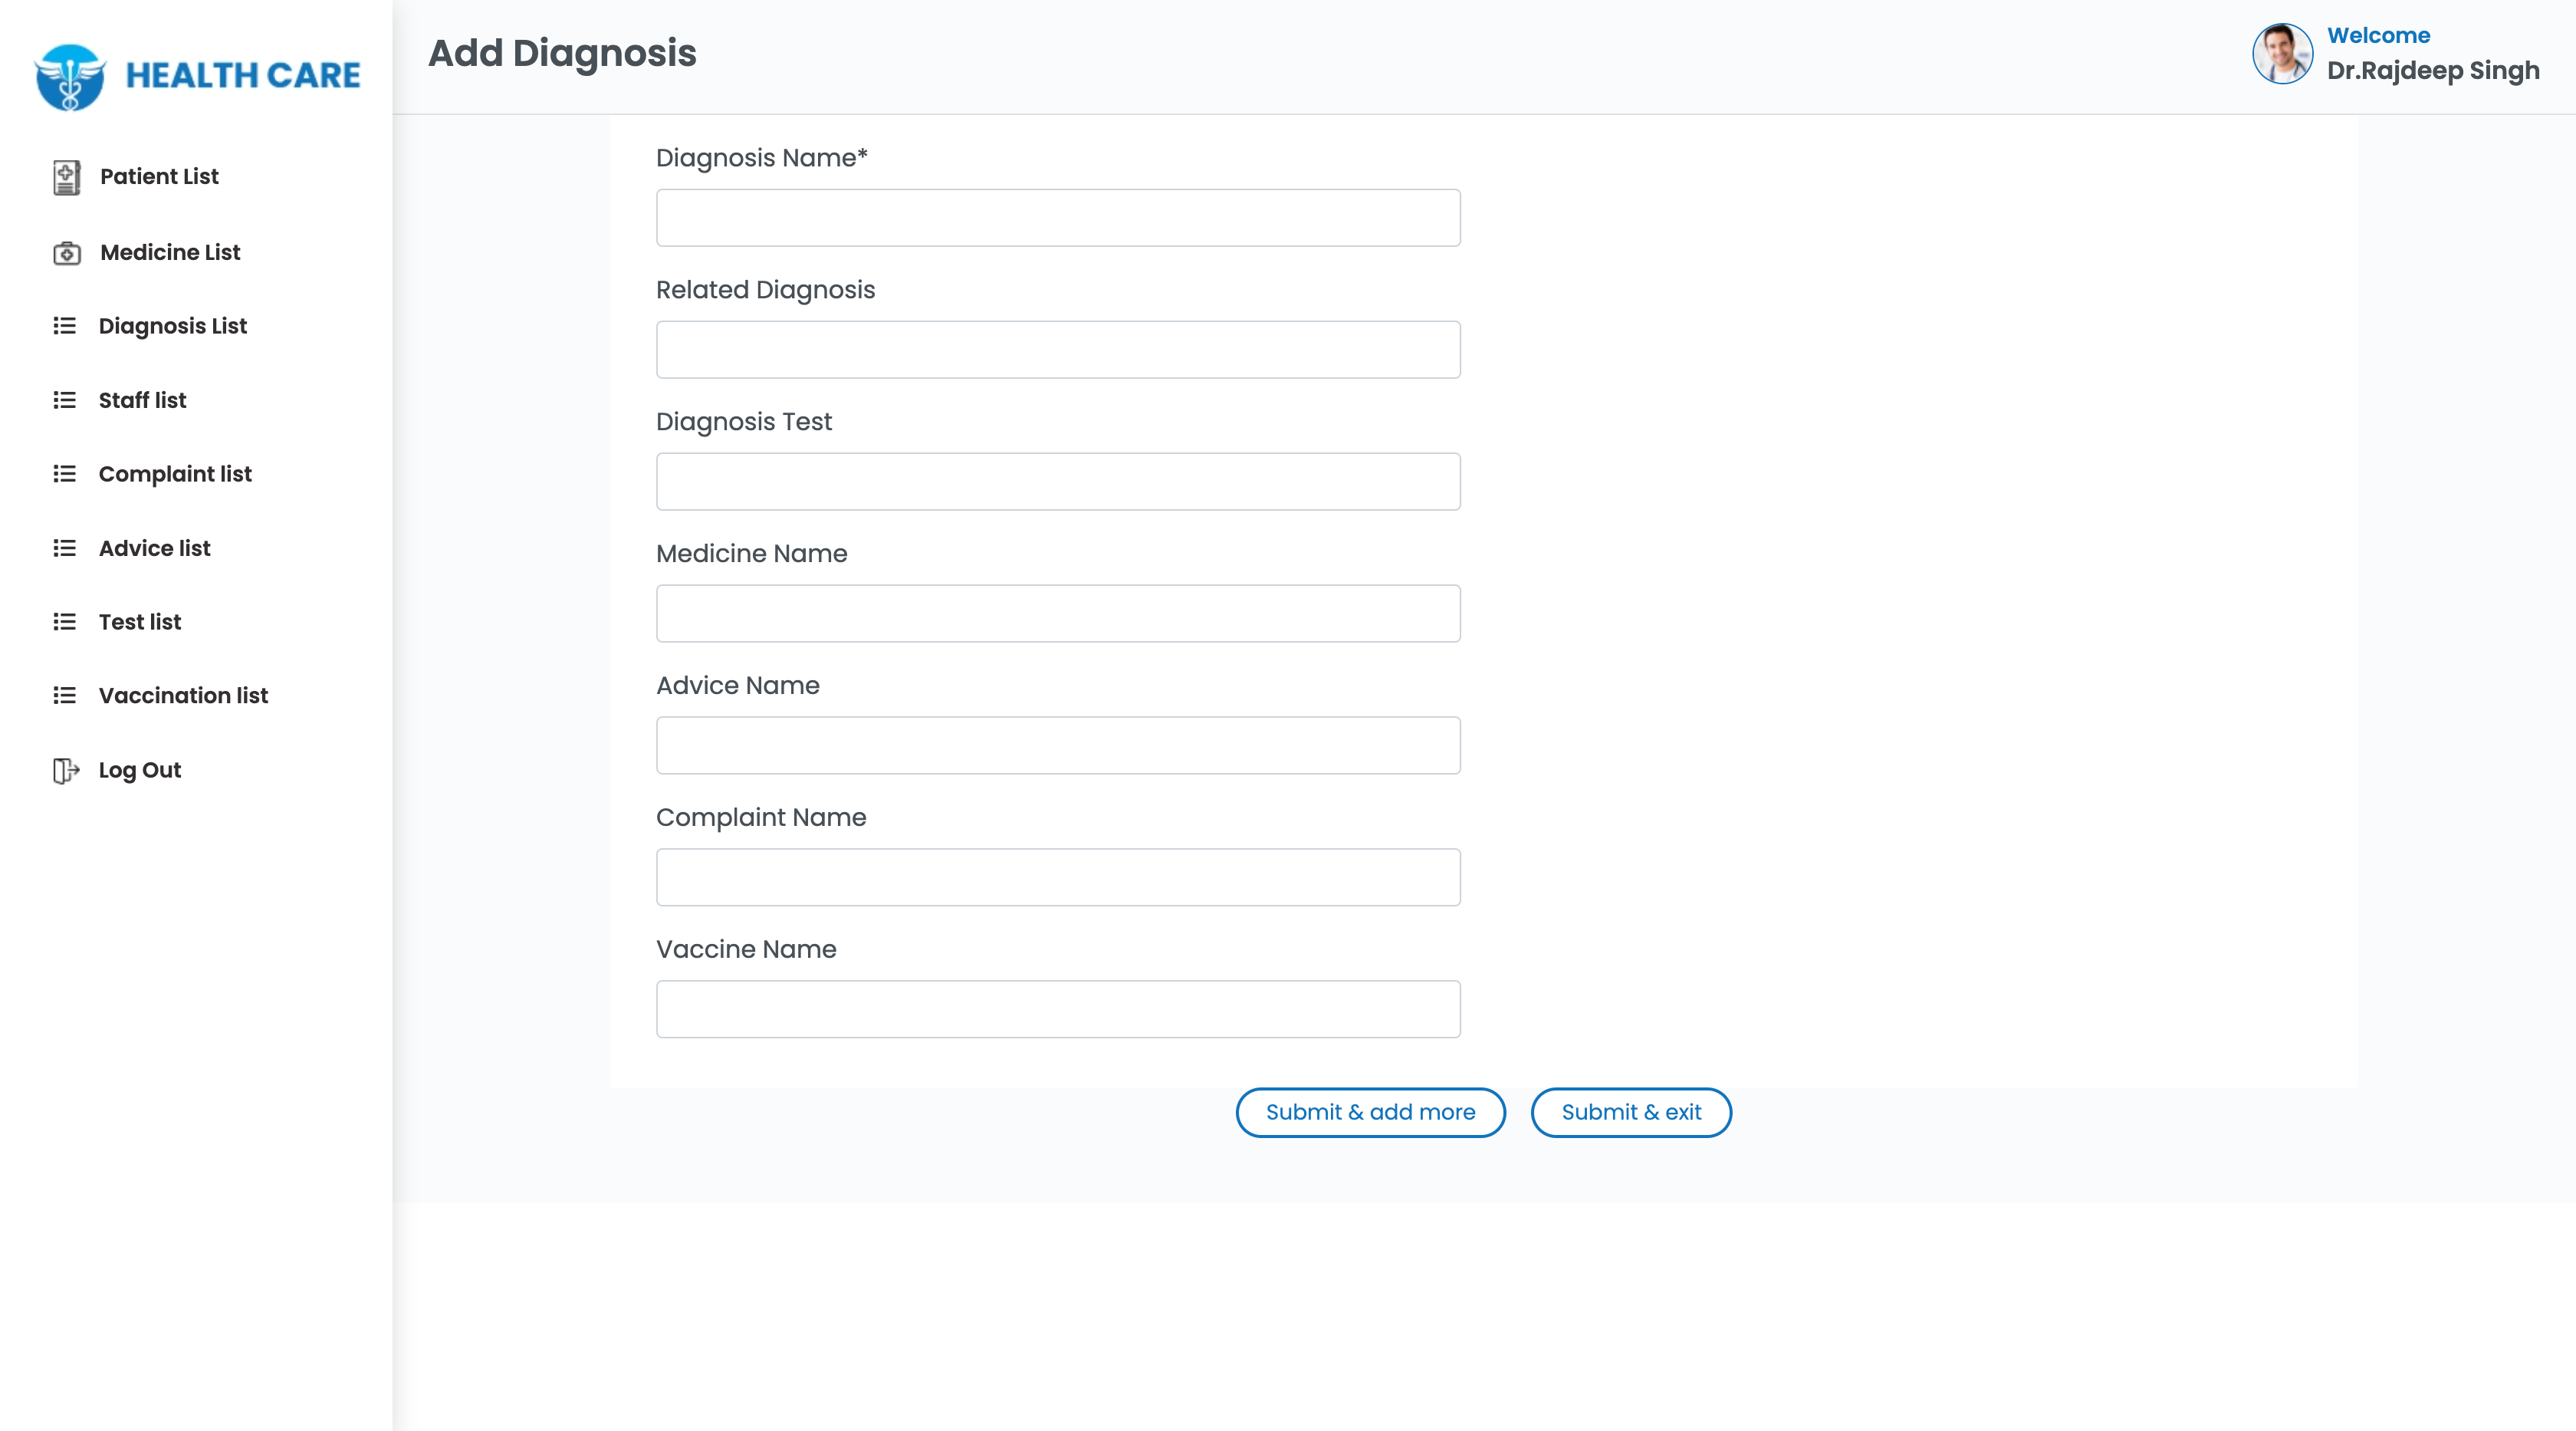 HEALTH CARE
Patient List
Medicine List
Diagnosis List
Staff list
Complaint list
Advice list
Test list
Vaccination list
Log Out
Add Diagnosis
Welcome
Dr.Rajdeep Singh
Diagnosis Name*
Related Diagnosis
Diagnosis Test
Medicine Name
Advice Name
Complaint Name
Vaccine Name
Submit & add more
Submit & exit